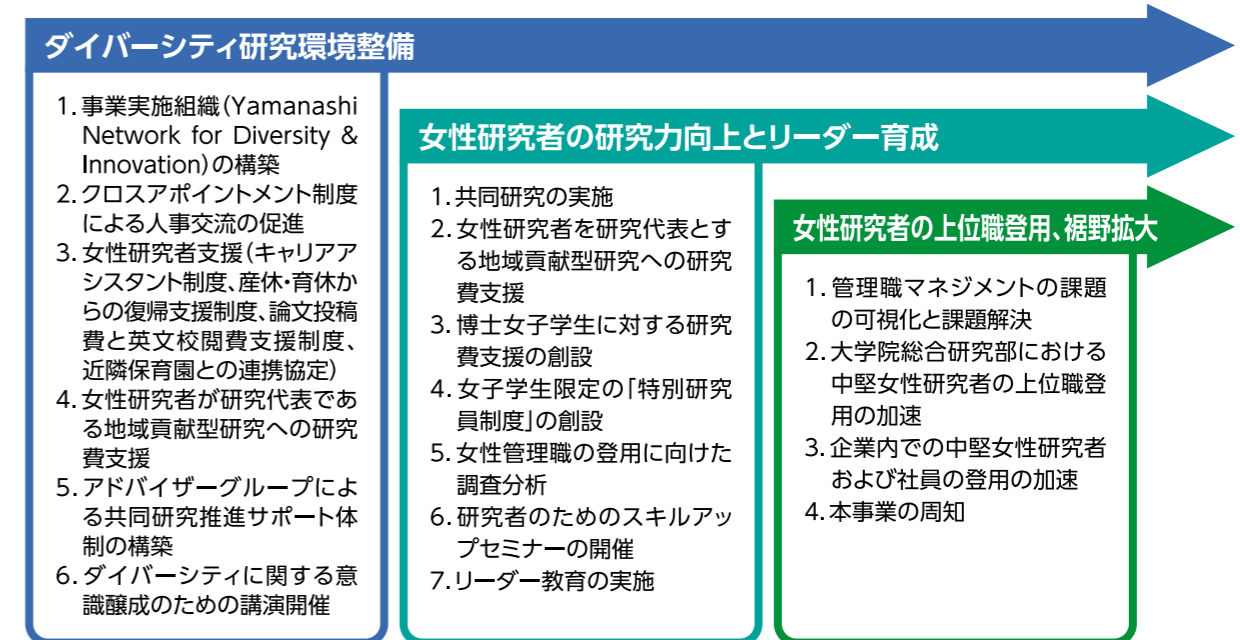 ダイバーシティ研究環境整備
1. 事業実施組織(Yamanashi
Network for Diversity &
Innovation)の構築
2. クロスアポイントメント制度
による人事交流の促進
3. 女性研究者支援(キャリアア
シスタント制度、産休・育休か
らの復帰支援制度、論文投稿
費と英文校閲費支援制度、
近隣保育園との連携協定)
4. 女性研究者が研究代表であ
る地域貢献型研究への研究
費支援
5. アドバイザーグループによ
る共同研究推進サポート体
制の構築
6. ダイバーシティに関する意
識醸成のための講演開催
女性研究者の研究力向上とリーダー育成
1. 共同研究の実施
2. 女性研究者を研究代表とす
る地域貢献型研究への研究
費支援
3. 博士女子学生に対する研究
費支援の創設
4. 女子学生限定の「特別研究
員制度」の創設
5. 女性管理職の登用に向けた
調査分析
6. 研究者のためのスキルアッ
プセミナーの開催
7. リーダー教育の実施
女性研究者の上位職登用、裾野拡大
1. 管理職マネジメントの課題
の可視化と課題解決
2. 大学院総合研究部における
中堅女性研究者の上位職登
用の加速
3. 企業内での中堅女性研究者
および社員の登用の加速
4. 本事業の周知